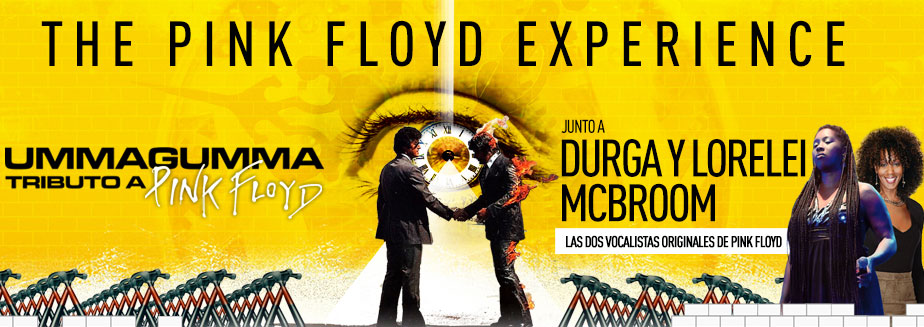 THE PINK FLOYD EXPERIENCE
UMMAGUMMA
TRIBUTO A PINK FLOYD
JUNTO A
DURGA Y LORELEI
MCBROOM
LAS DOS VOCALISTAS ORIGINALES DE PINK FLOYD